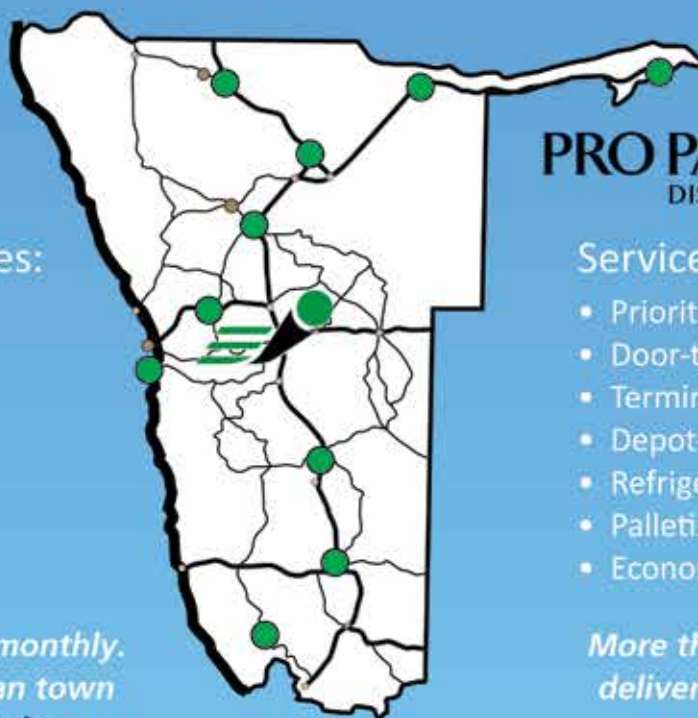 PRO PA
DIS
es:
Service
• Priorit
• Door-t
• Termin
• Depot
• Refrige
• Palleti
• Econo
monthly.
an town
More th
deliver